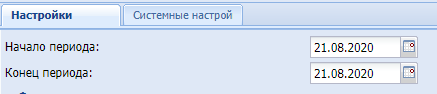 Настройки Системные настрой
Начало периода: 21.08.2020
Конец периода: 21.08.2020